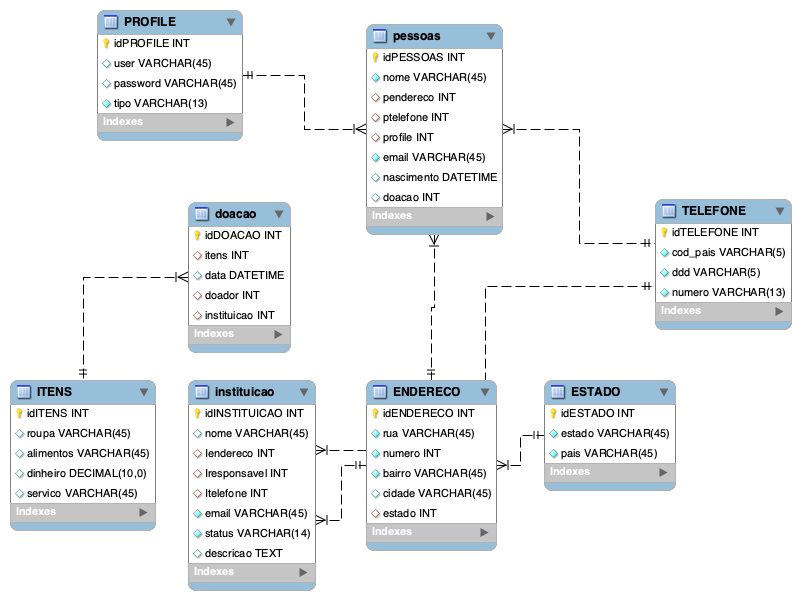 PROFILE
idPROFILE INT
user VARCHAR(45)
password VARCHAR(45)
tipo VARCHAR(13)
Indexes
pessoas
idPESSOAS INT
nome VARCHAR(45)
pendereco INT
ptelefone INT
profile INT
email VARCHAR(45)
nascimento DATETIME
doacao INT
Indexes
doacao
idDOACAO INT
itens INT
data DATETIME
doador INT
instituicao INT
Indexes
TELEFONE
idTELEFONE INT
cod_pais VARCHAR(5)
ddd VARCHAR(5)
numero VARCHAR(13)
Indexes
ITENS
idITENS INT
roupa VARCHAR(45)
alimentos VARCHAR(45)
dinheiro DECIMAL(10,0)
servico VARCHAR(45)
Indexes
instituicao
idINSTITUICAO INT
nome VARCHAR(45)
Iendereco INT
Iresponsavel INT
Itelefone INT
email VARCHAR(45)
status VARCHAR(14)
descricao TEXT
Indexes
ENDERECO
idENDERECO INT
rua VARCHAR(45)
numero INT
bairro VARCHAR(45)
cidade VARCHAR(45)
estado INT
Indexes
ESTADO
idESTADO INT
estado VARCHAR(45)
pais VARCHAR(45)
Indexes